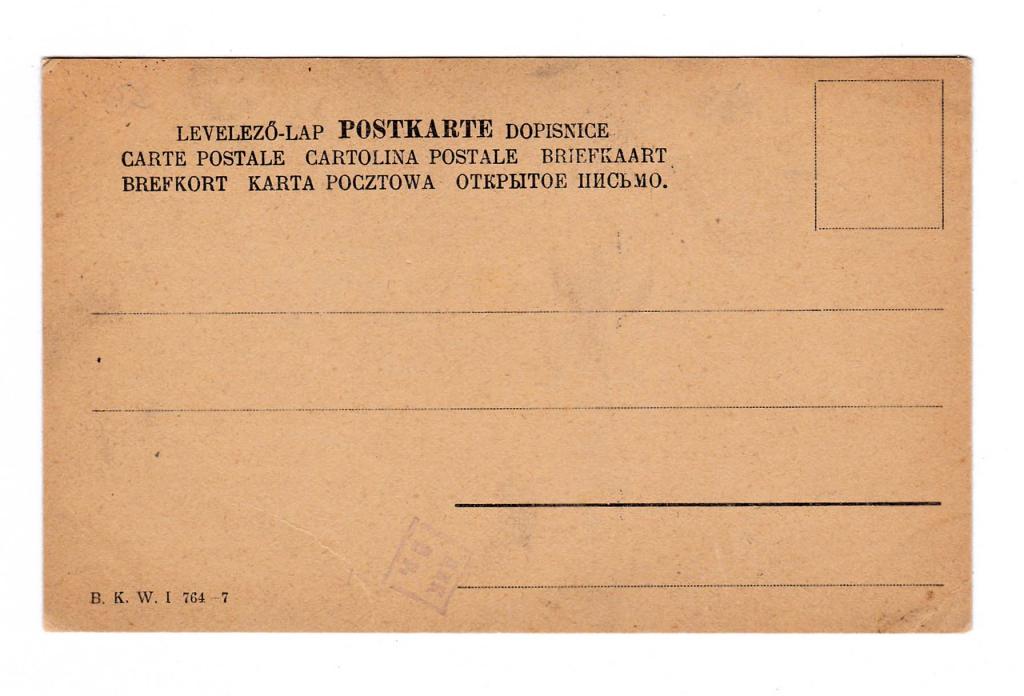 LEVELEZŐ-LAP POSTKARTE DOPISNICE
CARTE POSTALE CARTOLINA POSTALE BRIEFKAART
BREFKORT KARTA POCZTOWA ОТКРЫТОЕ ПИСЬМО.
B. K. W. I 764-7